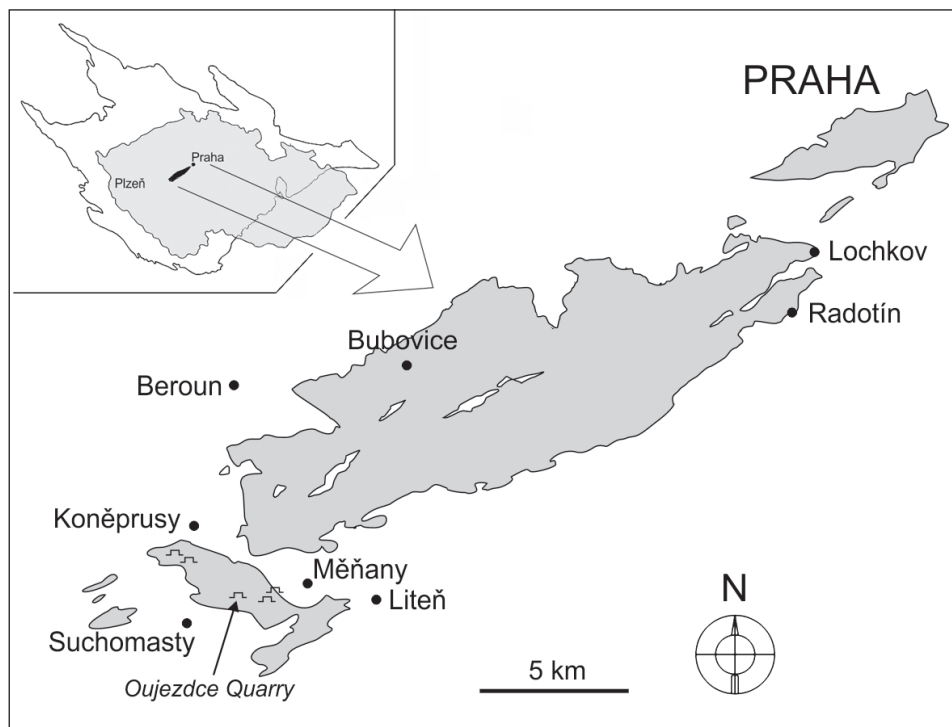 PRAHA
Praha
Plzeň
Lochkov
Radotín
Bubovice
Beroun
Koněprusy
Měňany
Liteň
Suchomasty
Oujezdce Quarry
5 km
N